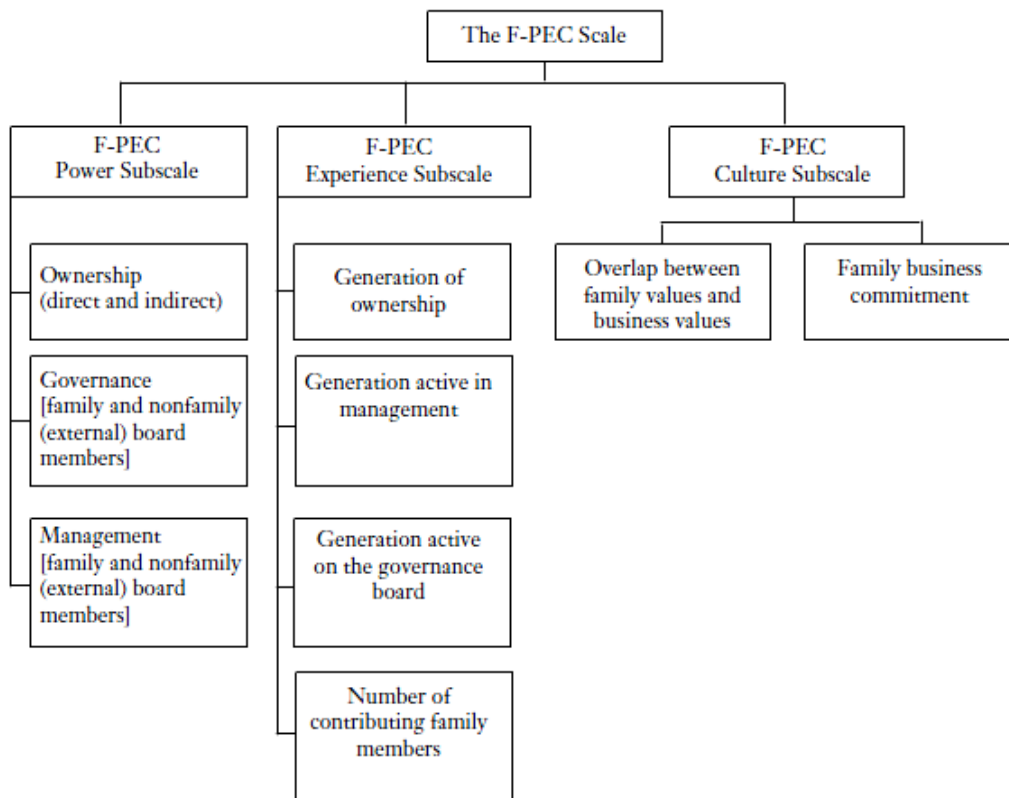 The F-PEC Scale
F-PEC
Power Subscale
F-PEC
Experience Subscale
F-PEC
Culture Subscale
Ownership
(direct and indirect)
Governance
[family and nonfamily
(external) board
members]
Management
[family and nonfamily
(external) board
members]
Generation of
ownership
Generation active in
management
Generation active
on the governance
board
Number of
contributing family
members
Overlap between
family values and
business values
Family business
commitment